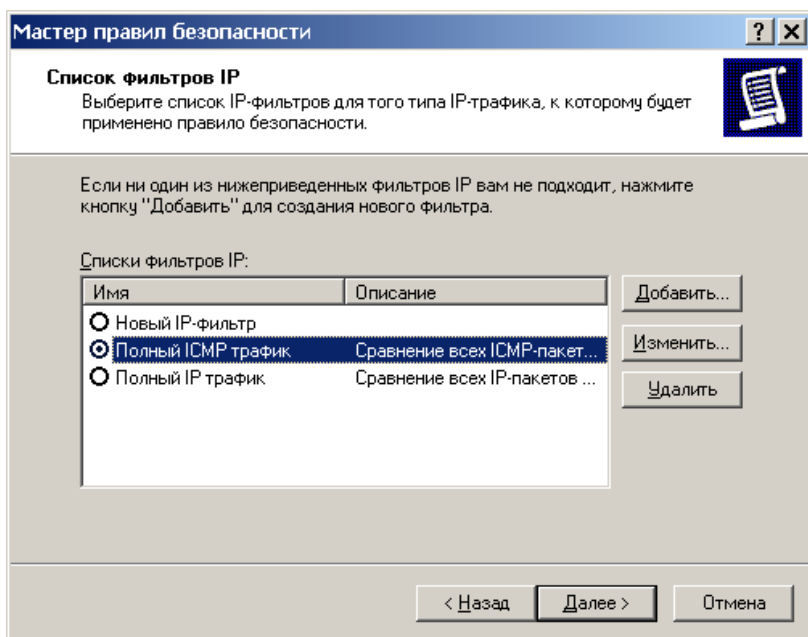 Мастер правил безопасности
Список фильтров IP
Выберите список IP-фильтров для того типа IP-трафика, к которому будет
применено правило безопасности.
Если ни один из нижеприведенных фильтров IP вам не подходит, нажмите
кнопку "Добавить" для создания нового фильтра.
Списки фильтров IP:
Имя Описание
Новый IP-фильтр
Полный ICMP трафик Сравнение всех ICMP-пакет...
Полный IP трафик Сравнение всех IP-пакетов ...
Добавить...
Изменить...
Удалить
< Назад Далее > Отмена